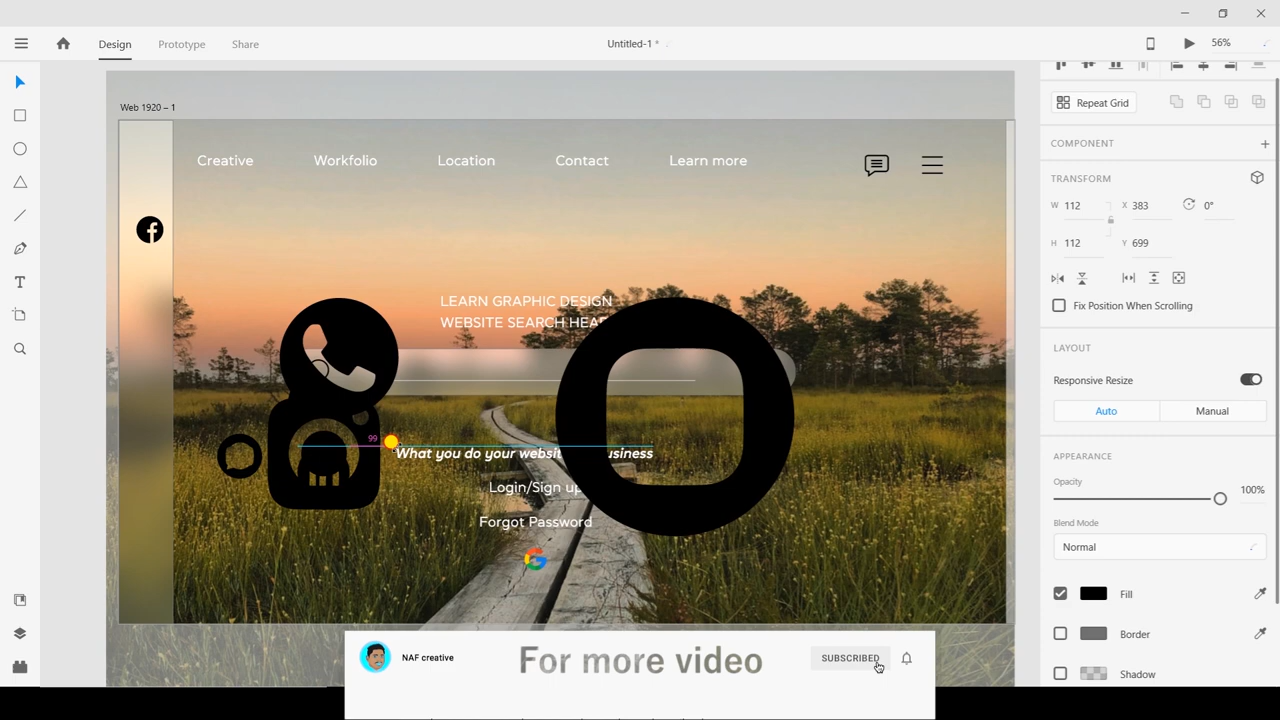 Design
Prototype
Share
Untitled-1 *
56%
Web 1920 – 1
Repeat Grid
Creative
Workfolio
Location
Contact
Learn more
COMPONENT
TRANSFORM
W 112
X 383
0°
H 112
Y 699
Fix Position When Scrolling
LEARN GRAPHIC DESIGN
WEBSITE SEARCH HEA
LAYOUT
Responsive Resize
Auto
Manual
99
What you do your websit usiness
Login/Sign up
Forgot Password
APPEARANCE
Opacity
100%
Blend Mode
Normal
Fill
Border
Shadow
NAF creative
For more video
SUBSCRIBED